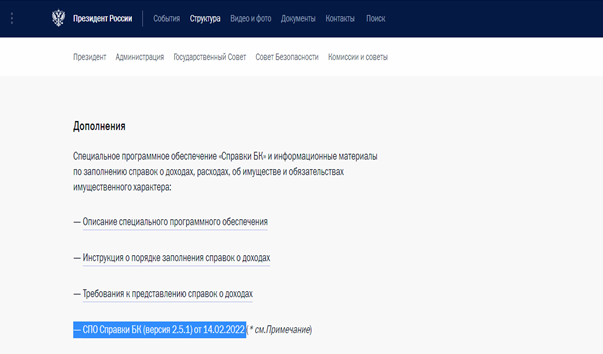 Президент России
События Структура Видео и фото Документы Контакты Поиск
Президент Администрация Государственный Совет Совет Безопасности Комиссии и советы
Дополнения
Специальное программное обеспечение «Справки БК» и информационные материалы
по заполнению справок о доходах, расходах, об имуществе и обязательствах
имущественного характера:
— Описание специального программного обеспечения
— Инструкция о порядке заполнения справок о доходах
— Требования к представлению справок о доходах
— СПО Справки БК (версия 2.5.1) от 14.02.2022 (* см.Примечание)